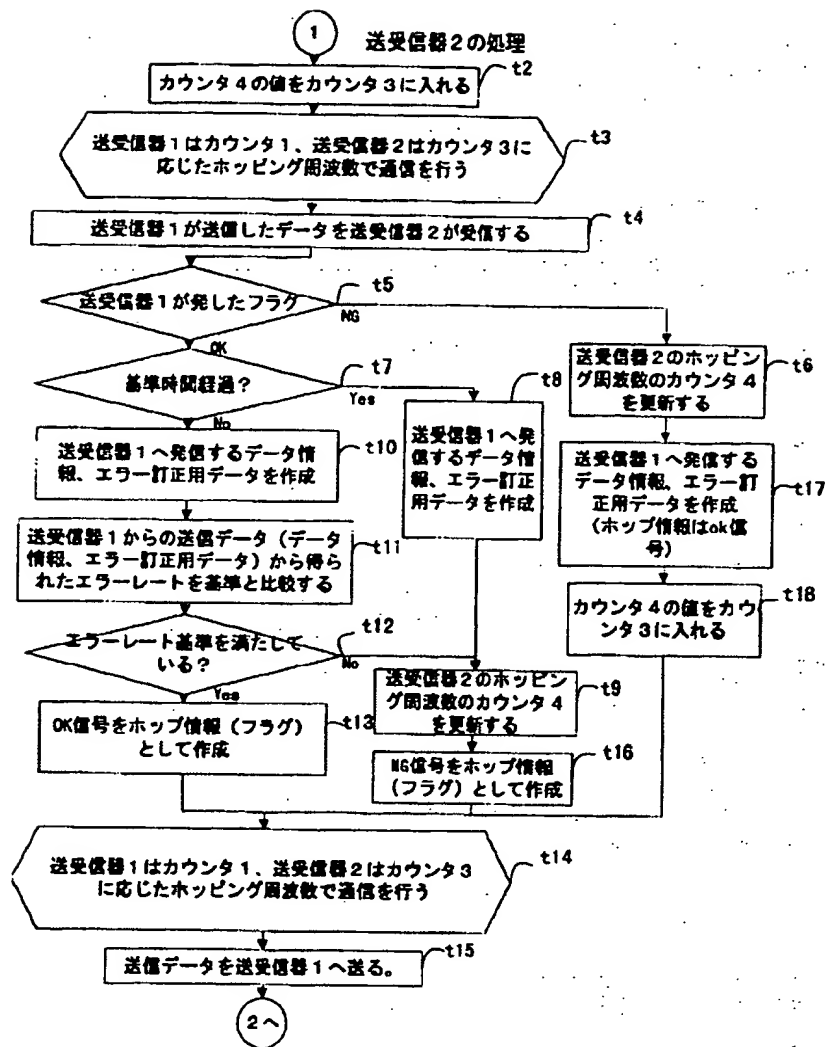 1
送受信器2の処理
t2
カウンタ4の値をカウンタ3に入れる
送受信器1はカウンタ1、送受信器2はカウンタ3に
応じたホッピング周波数で通信を行う
t3
t4
送受信器1が送信したデータを送受信器2が受信する
t5
送受信器1が発したフラグ
NG
OK
送受信器2のホッピン
グ周波数のカウンタ4
を更新する
t6
t7
基準時間経過?
Yes
No
t8
送受信器1へ発
信するデータ情
報、エラー訂正
用データを作成
送受信器1へ発信するデータ情
報、エラー訂正用データを作成
t10
送受信器1へ発信する
データ情報、エラー訂
正用データを作成
(ホップ情報はok信
号)
t17
送受信器1からの送信データ(データ
情報、エラー訂正用データ)から得ら
れたエラーレートを基準と比較する
t11
カウンタ4の値をカウ
ンタ3に入れる
t18
t12
エラーレート基準を満たして
いる?
No
Yes
送受信器2のホッピン
グ周波数のカウンタ4
を更新する
t9
OK信号をホップ情報(フラグ)
として作成
t13
t16
NG信号をホップ情報
(フラグ)として作成
送受信器1はカウンタ1、送受信器2はカウンタ3
に応じたホッピング周波数で通信を行う
t14
t15
送信データを送受信器1へ送る。
2へ